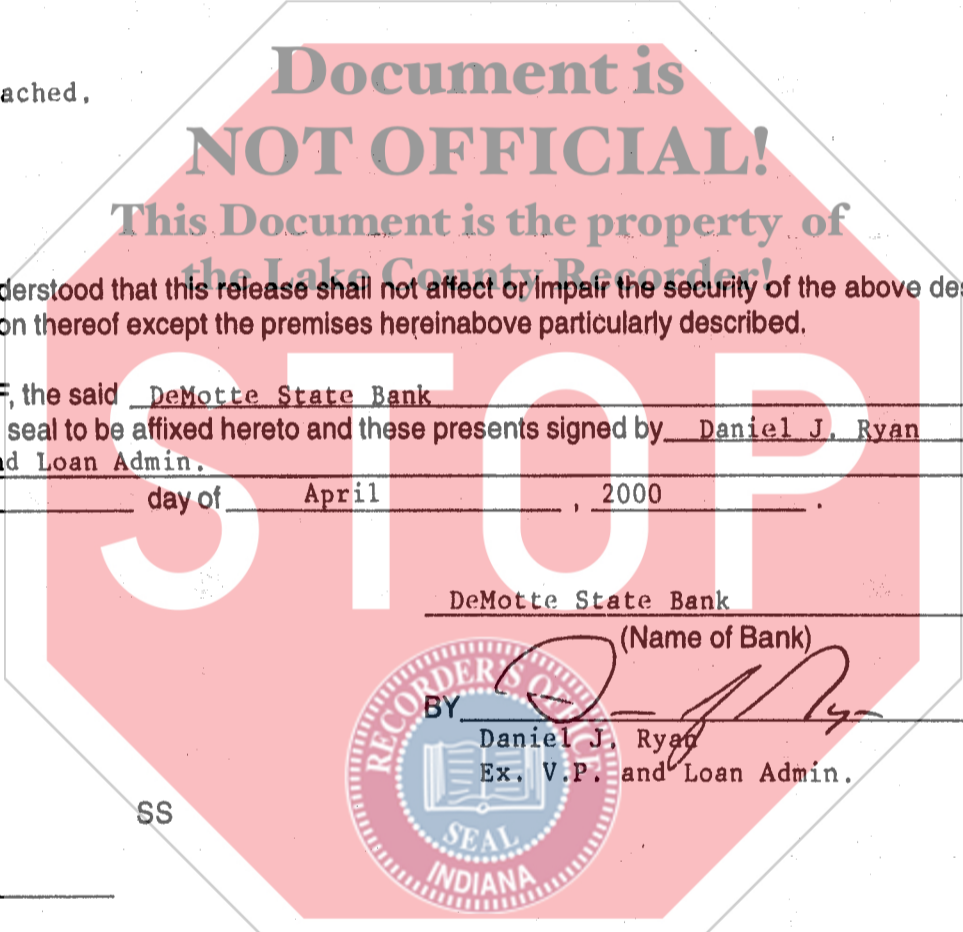 Document is
ached.
NOT OFFICIAL!
This Document is the property of
the Lake County Recorder!
derstood that this release shall not affect or impair the security of the above des
on thereof except the premises hereinabove particularly described.
STOP
F, the said DeMotte State Bank
seal to be affixed hereto and these presents signed by Daniel J. Ryan
d Loan Admin.
day of April , 2000 .
DeMotte State Bank
(Name of Bank)
BY
Daniel J. Ryan
Ex. V.P. and Loan Admin.
SS
RECORDER'S OFFICE
SEAL
INDIANA